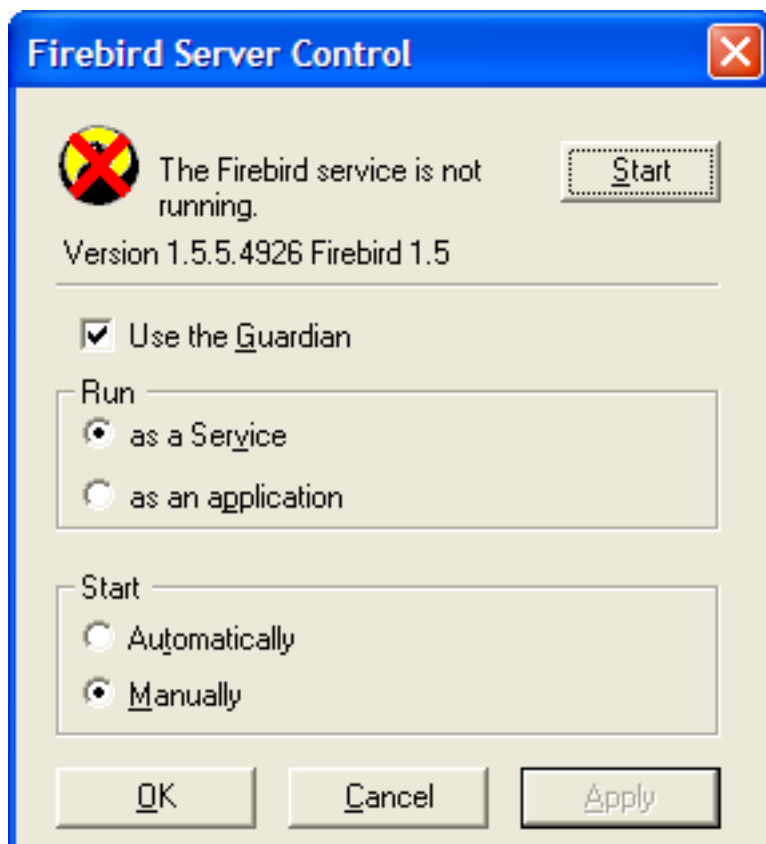 Firebird Server Control
The Firebird service is not
running.
Start
Version 1.5.5.4926 Firebird 1.5
Use the Guardian
Run
as a Service
as an application
Start
Automatically
Manually
OK
Cancel
Apply